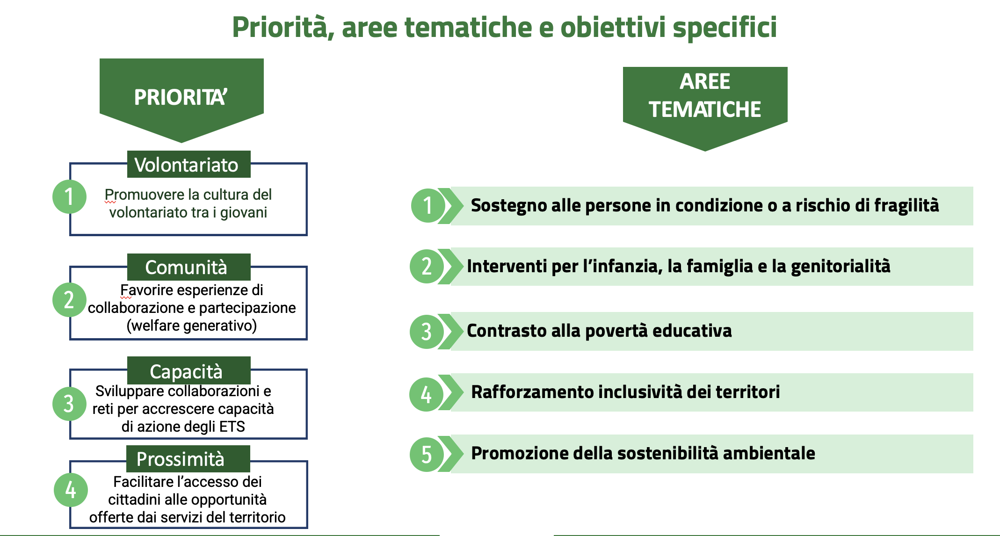 Priorità, aree tematiche e obiettivi specifici
PRIORITA’
Volontariato
1
Promuovere la cultura del
volontariato tra i giovani
Comunità
2
Favorire esperienze di
collaborazione e partecipazione
(welfare generativo)
Capacità
3
Sviluppare collaborazioni e
reti per accrescere capacità
di azione degli ETS
Prossimità
4
Facilitare l’accesso dei
cittadini alle opportunità
offerte dai servizi del territorio
AREE
TEMATICHE
1 Sostegno alle persone in condizione o a rischio di fragilità
2 Interventi per l’infanzia, la famiglia e la genitorialità
3 Contrasto alla povertà educativa
4 Rafforzamento inclusività dei territori
5 Promozione della sostenibilità ambientale